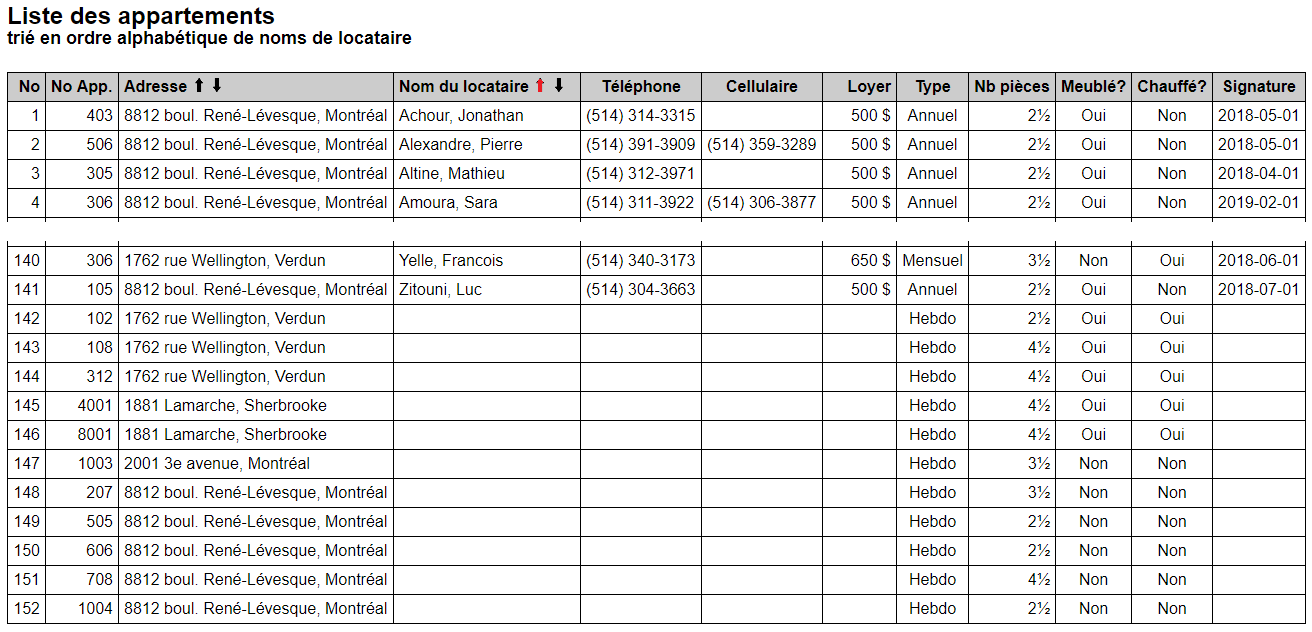 Liste des appartements
trié en ordre alphabétique de noms de locataire
No No App. Adresse ⬆ ⬇ Nom du locataire ⬆ ⬇ Téléphone Cellulaire Loyer Type Nb pièces Meublé? Chauffé? Signature
1 403 8812 boul. René-Lévesque, Montréal Achour, Jonathan (514) 314-3315 500 $ Annuel 2½ Oui Non 2018-05-01
2 506 8812 boul. René-Lévesque, Montréal Alexandre, Pierre (514) 391-3909 (514) 359-3289 500 $ Annuel 2½ Oui Non 2018-05-01
3 305 8812 boul. René-Lévesque, Montréal Altine, Mathieu (514) 312-3971 500 $ Annuel 2½ Oui Non 2018-04-01
4 306 8812 boul. René-Lévesque, Montréal Amoura, Sara (514) 311-3922 (514) 306-3877 500 $ Annuel 2½ Oui Non 2019-02-01
140 306 1762 rue Wellington, Verdun Yelle, Francois (514) 340-3173 650 $ Mensuel 3½ Non Oui 2018-06-01
141 105 8812 boul. René-Lévesque, Montréal Zitouni, Luc (514) 304-3663 500 $ Annuel 2½ Oui Non 2018-07-01
142 102 1762 rue Wellington, Verdun Hebdo 2½ Oui Oui
143 108 1762 rue Wellington, Verdun Hebdo 4½ Oui Oui
144 312 1762 rue Wellington, Verdun Hebdo 4½ Oui Oui
145 4001 1881 Lamarche, Sherbrooke Hebdo 4½ Oui Oui
146 8001 1881 Lamarche, Sherbrooke Hebdo 4½ Oui Oui
147 1003 2001 3e avenue, Montréal Hebdo 3½ Non Non
148 207 8812 boul. René-Lévesque, Montréal Hebdo 3½ Non Non
149 505 8812 boul. René-Lévesque, Montréal Hebdo 2½ Non Non
150 606 8812 boul. René-Lévesque, Montréal Hebdo 2½ Non Non
151 708 8812 boul. René-Lévesque, Montréal Hebdo 4½ Non Non
152 1004 8812 boul. René-Lévesque, Montréal Hebdo 2½ Non Non